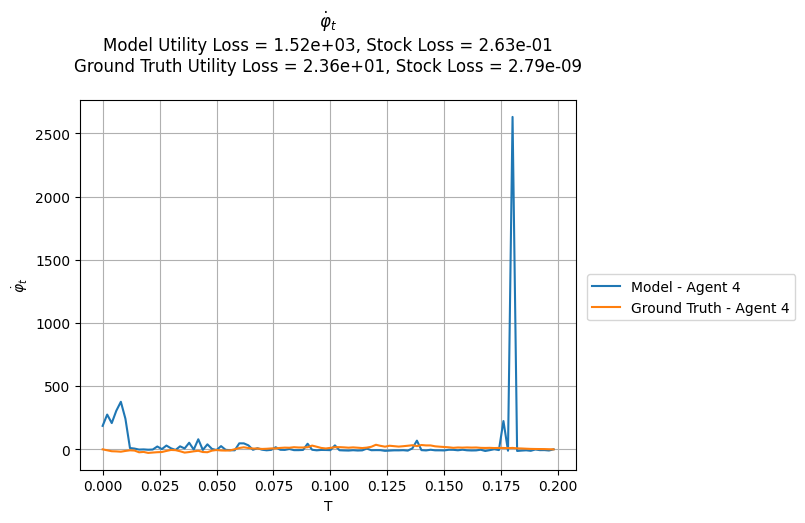 φ̇ₜ
Model Utility Loss = 1.52e+03, Stock Loss = 2.63e-01
Ground Truth Utility Loss = 2.36e+01, Stock Loss = 2.79e-09
2500
2000
1500
1000
500
0
φ̇ₜ
0.000 0.025 0.050 0.075 0.100 0.125 0.150 0.175 0.200
T
Model - Agent 4
Ground Truth - Agent 4